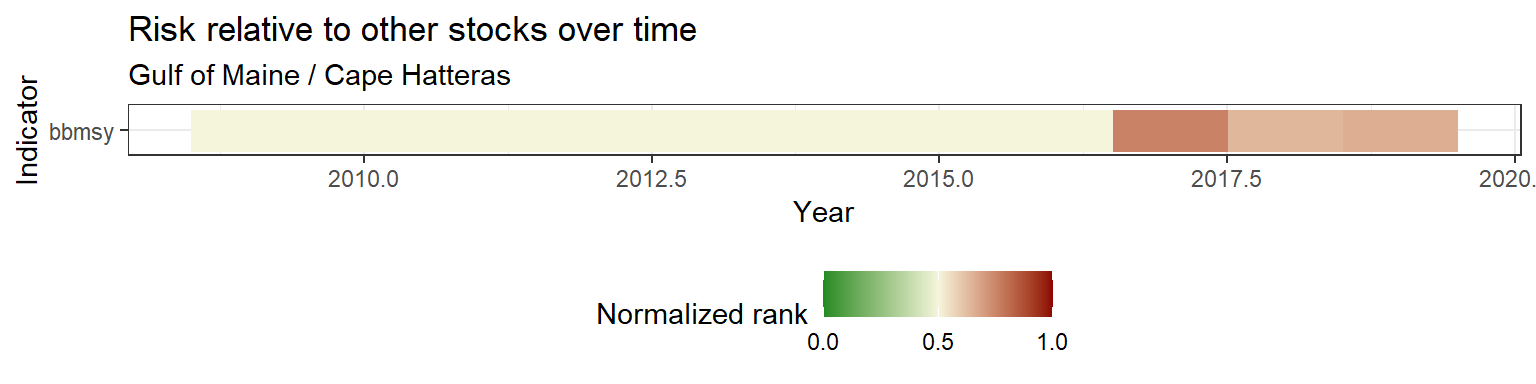 Risk relative to other stocks over time
Gulf of Maine / Cape Hatteras
Indicator
bbmsy
2010.0 2012.5 2015.0 2017.5 2020.
Year
Normalized rank
0.0 0.5 1.0